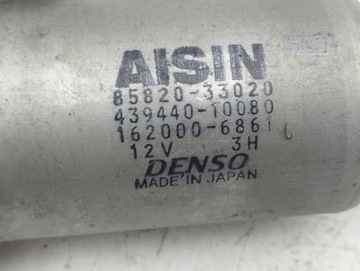 AISIN
85820-33020
439440-10080
162000-6861
12V 3H
DENSO
MADE IN JAPAN